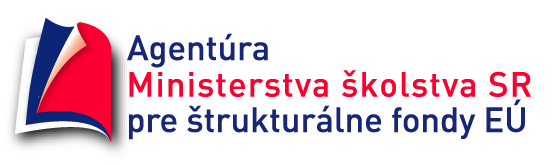 Agentúra
Ministerstva školstva SR
pre štrukturálne fondy EÚ